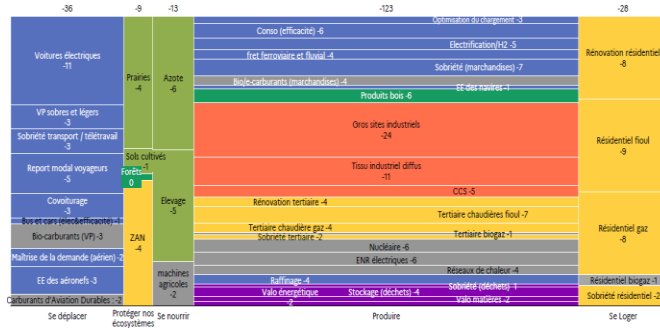 -36
-9
-13
-123
-28
Voitures électriques
-11
VP sobres et légers
-3
Sobriété transport / télétravail
-3
Report modal voyageurs
-5
Covoiturage
-3
Bus et cars (élec&efficacité) -1
Bio-carburants (VP) -3
Maîtrise de la demande (aérien) -2
EE des aéronefs -3
Carburants d'Aviation Durables : -2
Prairies
-4
Sols cultivés
-1
Forêts
0
ZAN
-4
Azote
-6
Elevage
-5
machines
agricoles
-2
Optimisation du chargement -3
Conso (efficacité) -6
Electrification/H2 -5
fret ferroviaire et fluvial -4
Sobriété (marchandises) -7
Bio/e-carburants (marchandises) -4
EE des navires -1
Produits bois -6
Gros sites industriels
-24
Tissu industriel diffus
-11
CCS -5
Rénovation tertiaire -4
Tertiaire chaudières fioul -7
Tertiaire chaudière gaz -4
Tertiaire biogaz -1
Sobriété tertiaire -2
Nucléaire -6
ENR électriques -6
Réseaux de chaleur -4
Raffinage -4
Sobriété (déchets) -1
Valo énergétique
-2
Stockage (déchets) -4
Valo matières -2
Rénovation résidentiel
-8
Résidentiel fioul
-9
Résidentiel gaz
-8
Résidentiel biogaz -1
Sobriété résidentiel -2
Se déplacer
Protéger nos
écosystèmes
Se nourrir
Produire
Se Loger